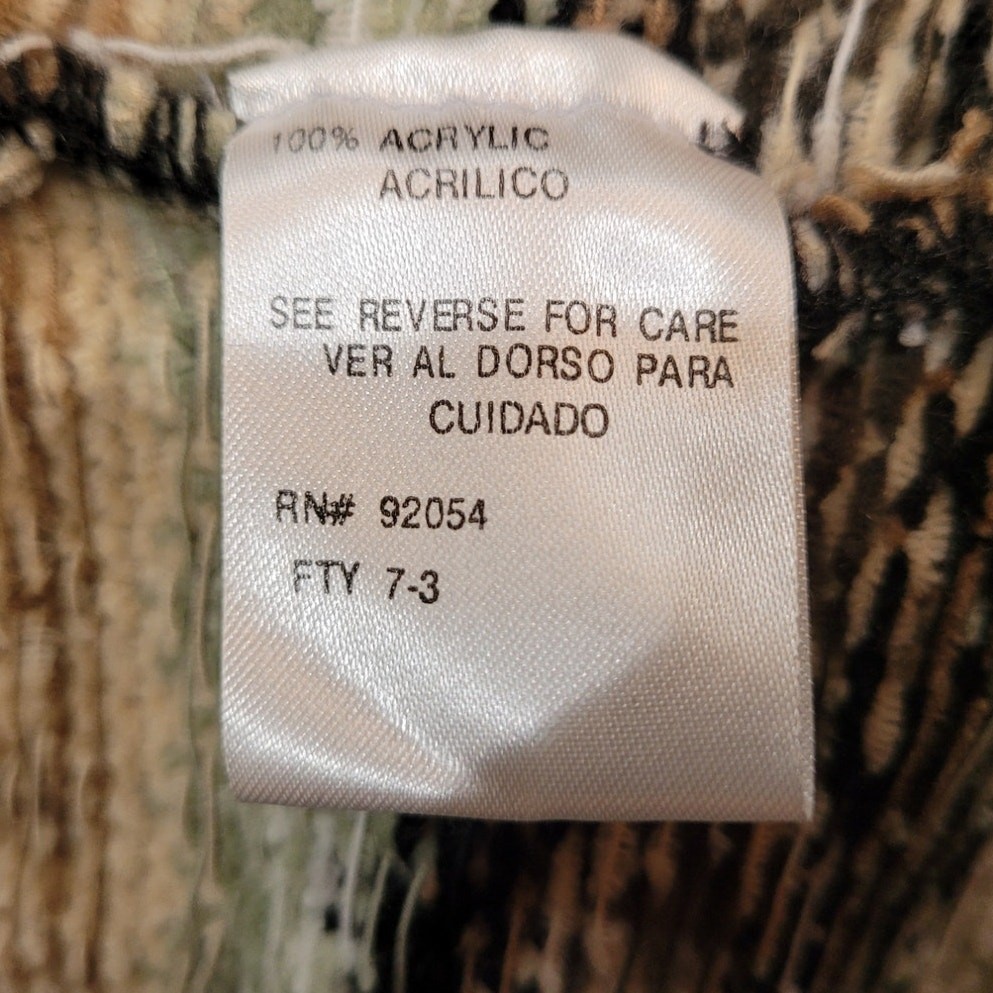 100% ACRYLIC
ACRILICO
SEE REVERSE FOR CARE
VER AL DORSO PARA
CUIDADO
RN# 92054
FTY 7-3